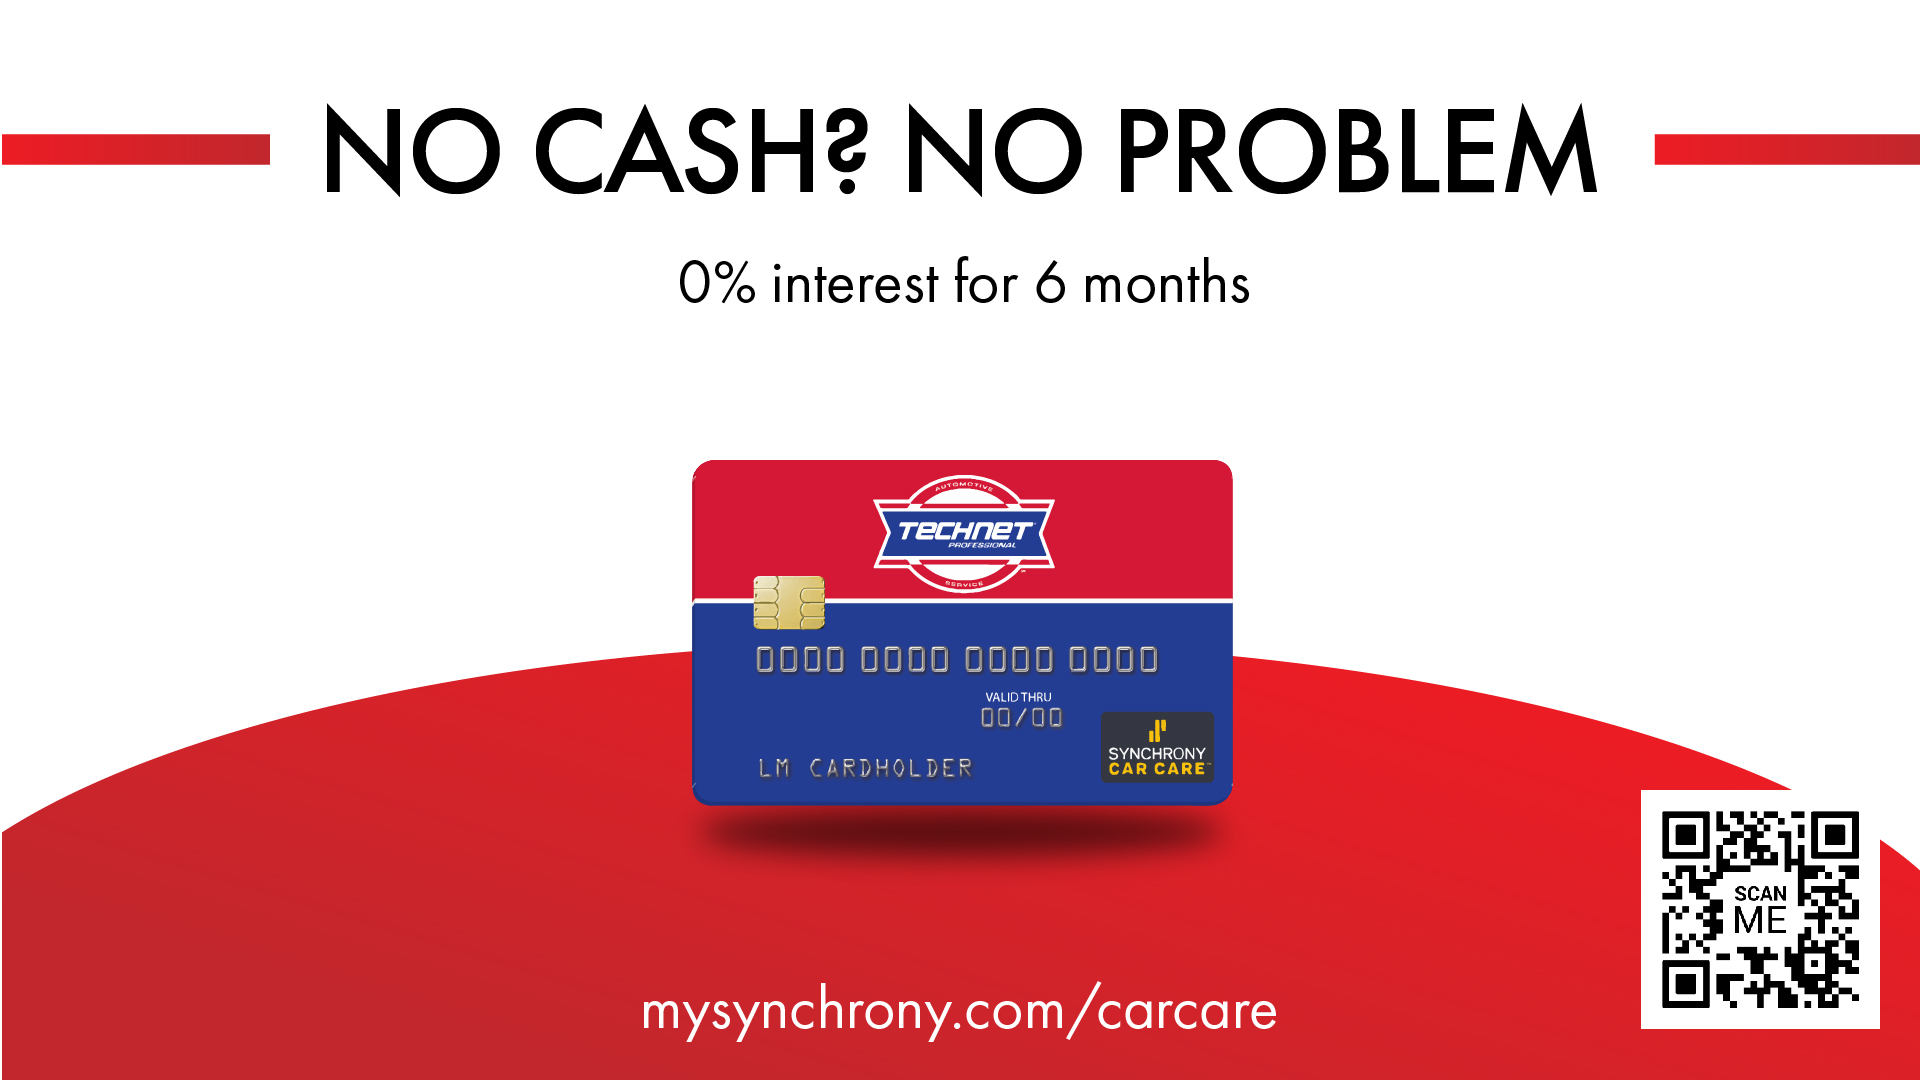 NO CASH? NO PROBLEM
0% interest for 6 months
AUTOMOTIVE
TECHNET
PROFESSIONAL
SERVICE
0000 0000 0000 0000
VALID THRU
00/00
LM CARDHOLDER
SYNCHRONY
CAR CARE™
SCAN
ME
mysynchrony.com/carcare